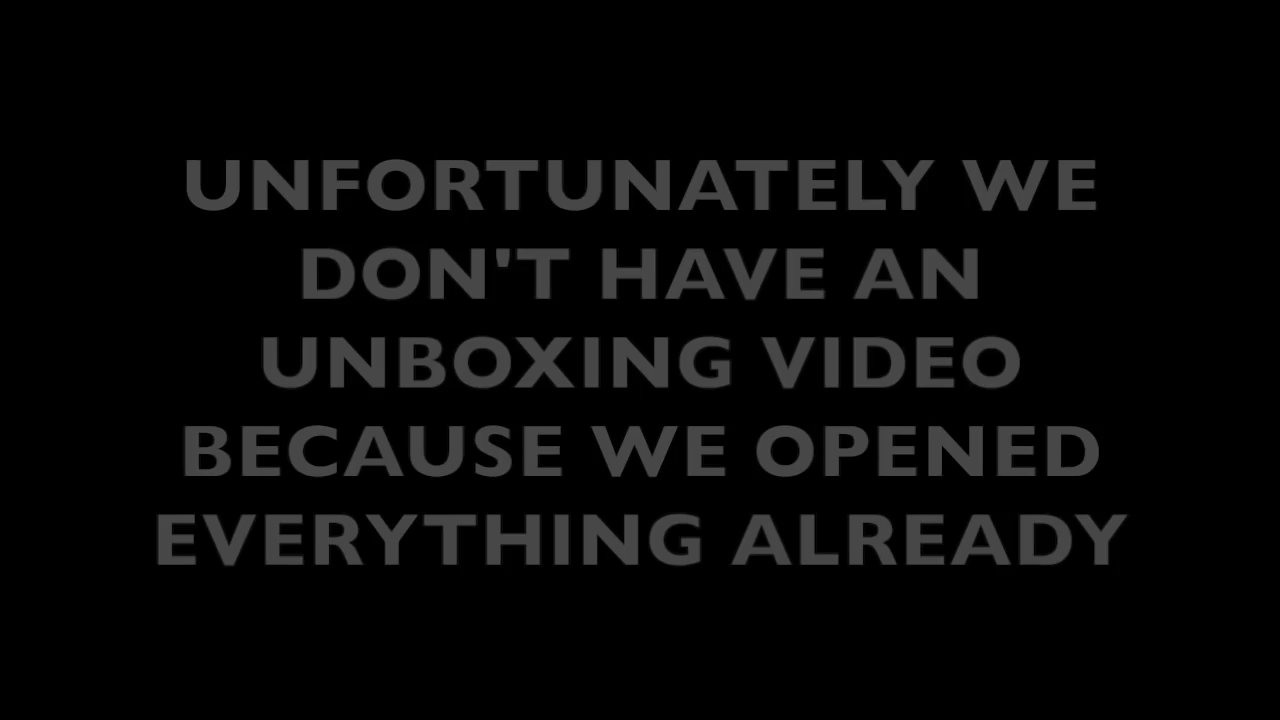 UNFORTUNATELY WE
DON'T HAVE AN
UNBOXING VIDEO
BECAUSE WE OPENED
EVERYTHING ALREADY